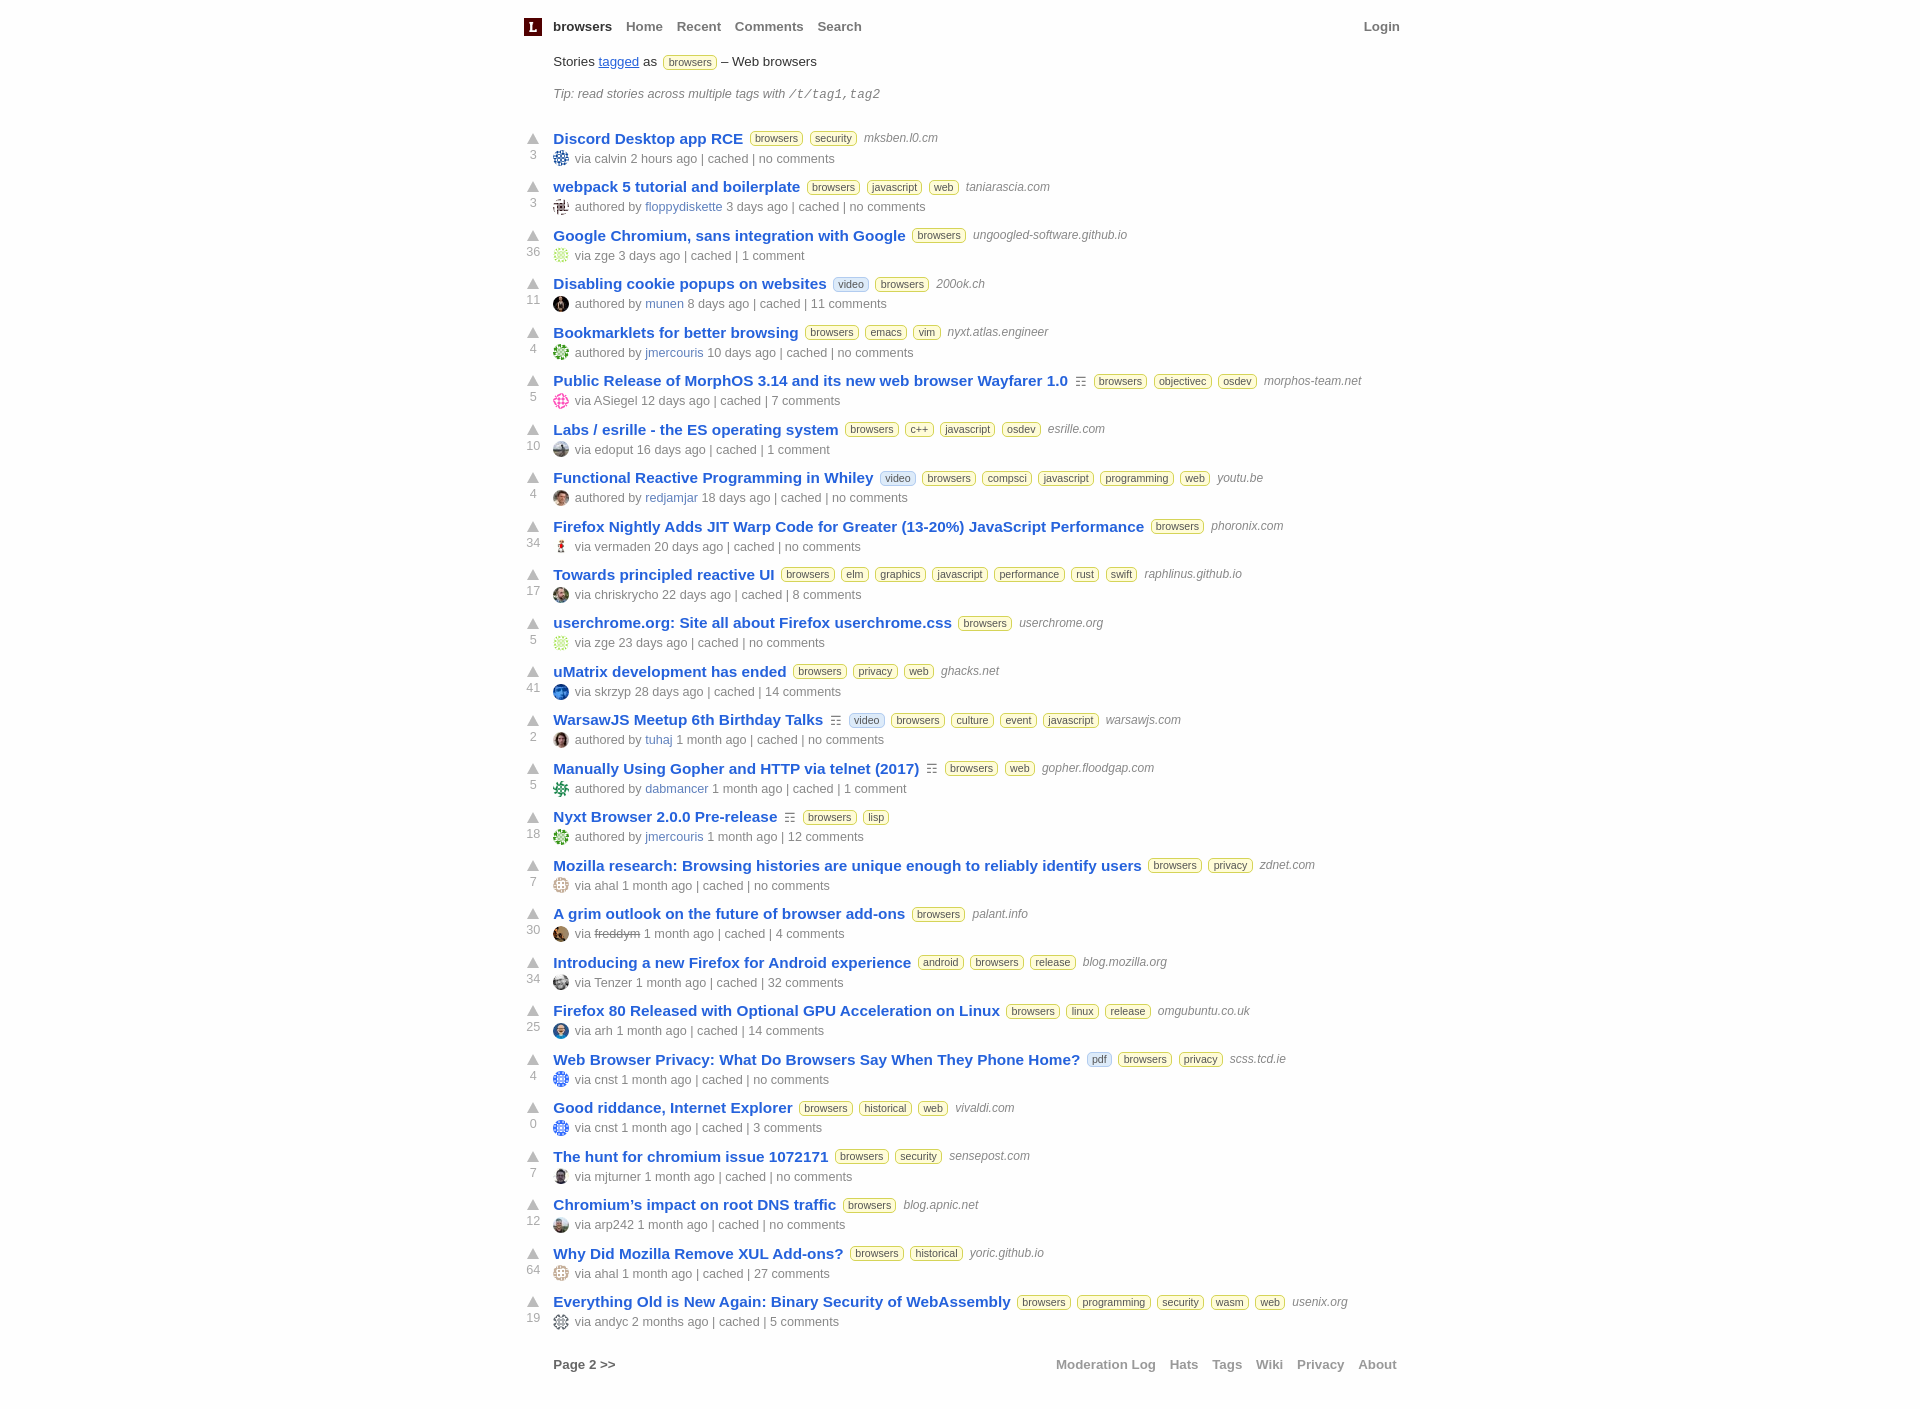 L browsers Home Recent Comments Search Login
Stories tagged as browsers – Web browsers
Tip: read stories across multiple tags with /t/tag1,tag2
Discord Desktop app RCE browsers security mksben.l0.cm
3 via calvin 2 hours ago | cached | no comments
webpack 5 tutorial and boilerplate browsers javascript web taniarascia.com
3 authored by floppydiskette 3 days ago | cached | no comments
Google Chromium, sans integration with Google browsers ungoogled-software.github.io
36 via zge 3 days ago | cached | 1 comment
Disabling cookie popups on websites video browsers 200ok.ch
11 authored by munen 8 days ago | cached | 11 comments
Bookmarklets for better browsing browsers emacs vim nyxt.atlas.engineer
4 authored by jmercouris 10 days ago | cached | no comments
Public Release of MorphOS 3.14 and its new web browser Wayfarer 1.0 ☶ browsers objectivec osdev morphos-team.net
5 via ASiegel 12 days ago | cached | 7 comments
Labs / esrille - the ES operating system browsers c++ javascript osdev esrille.com
10 via edoput 16 days ago | cached | 1 comment
Functional Reactive Programming in Whiley video browsers compsci javascript programming web youtu.be
4 authored by redjamjar 18 days ago | cached | no comments
Firefox Nightly Adds JIT Warp Code for Greater (13-20%) JavaScript Performance browsers phoronix.com
34 via vermaden 20 days ago | cached | no comments
Towards principled reactive UI browsers elm graphics javascript performance rust swift raphlinus.github.io
17 via chriskrycho 22 days ago | cached | 8 comments
userchrome.org: Site all about Firefox userchrome.css browsers userchrome.org
5 via zge 23 days ago | cached | no comments
uMatrix development has ended browsers privacy web ghacks.net
41 via skrzyp 28 days ago | cached | 14 comments
WarsawJS Meetup 6th Birthday Talks ☶ video browsers culture event javascript warsawjs.com
2 authored by tuhaj 1 month ago | cached | no comments
Manually Using Gopher and HTTP via telnet (2017) ☶ browsers web gopher.floodgap.com
5 authored by dabmancer 1 month ago | cached | 1 comment
Nyxt Browser 2.0.0 Pre-release ☶ browsers lisp
18 authored by jmercouris 1 month ago | 12 comments
Mozilla research: Browsing histories are unique enough to reliably identify users browsers privacy zdnet.com
7 via ahal 1 month ago | cached | no comments
A grim outlook on the future of browser add-ons browsers palant.info
30 via freddym 1 month ago | cached | 4 comments
Introducing a new Firefox for Android experience android browsers release blog.mozilla.org
34 via Tenzer 1 month ago | cached | 32 comments
Firefox 80 Released with Optional GPU Acceleration on Linux browsers linux release omgubuntu.co.uk
25 via arh 1 month ago | cached | 14 comments
Web Browser Privacy: What Do Browsers Say When They Phone Home? pdf browsers privacy scss.tcd.ie
4 via cnst 1 month ago | cached | no comments
Good riddance, Internet Explorer browsers historical web vivaldi.com
0 via cnst 1 month ago | cached | 3 comments
The hunt for chromium issue 1072171 browsers security sensepost.com
7 via mjturner 1 month ago | cached | no comments
Chromium’s impact on root DNS traffic browsers blog.apnic.net
12 via arp242 1 month ago | cached | no comments
Why Did Mozilla Remove XUL Add-ons? browsers historical yoric.github.io
64 via ahal 1 month ago | cached | 27 comments
Everything Old is New Again: Binary Security of WebAssembly browsers programming security wasm web usenix.org
19 via andyc 2 months ago | cached | 5 comments
Page 2 >> Moderation Log Hats Tags Wiki Privacy About